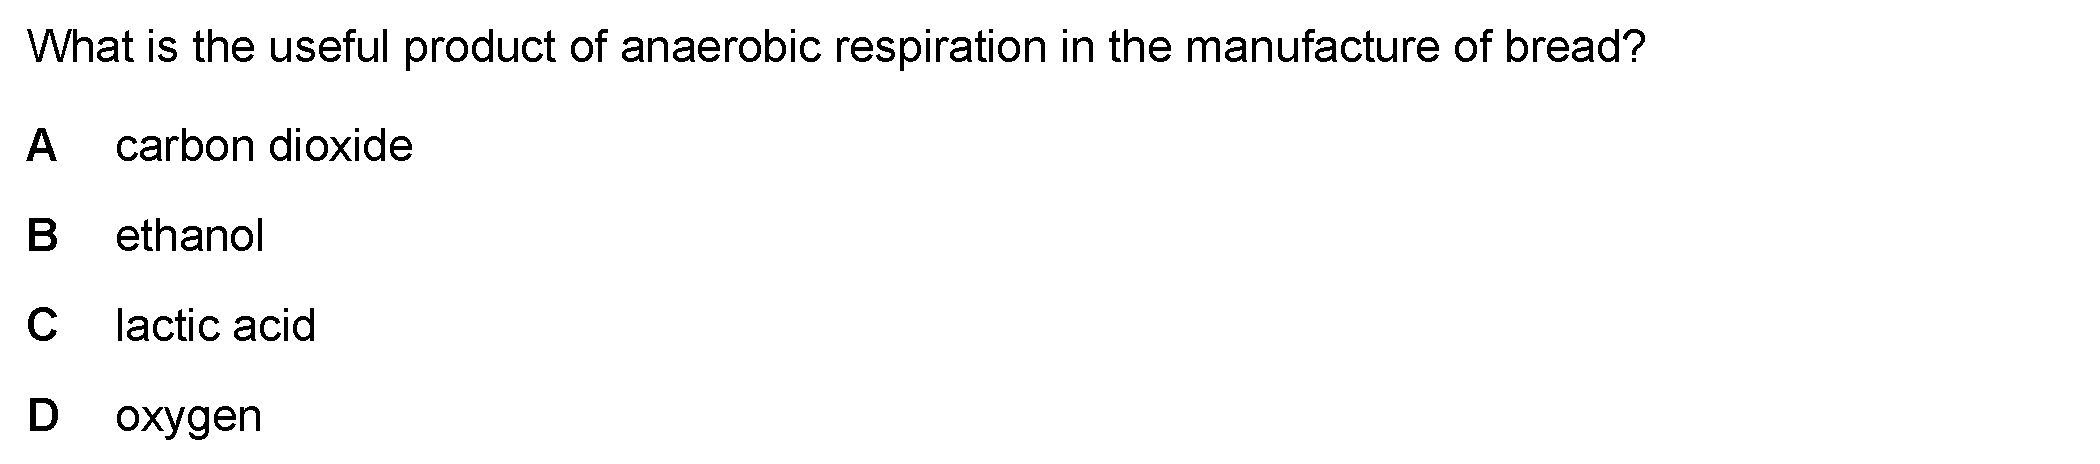 What is the useful product of anaerobic respiration in the manufacture of bread?
A carbon dioxide
B ethanol
C lactic acid
D oxygen